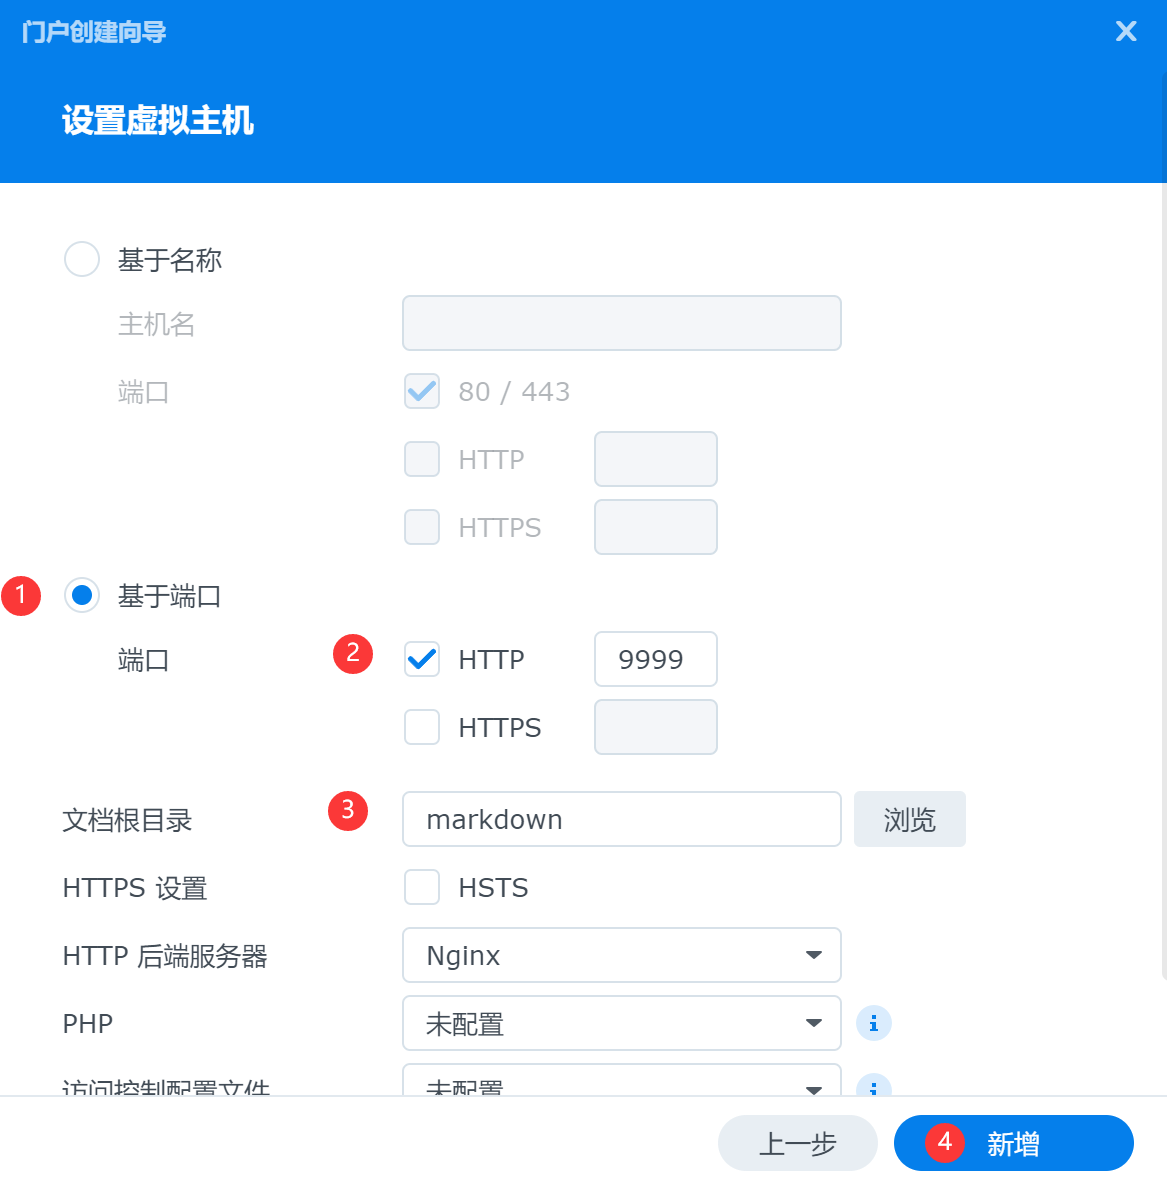 门户创建向导
设置虚拟主机
基于名称
主机名
端口 80 / 443
HTTP
HTTPS
1 基于端口
端口 2 HTTP 9999
HTTPS
文档根目录 3 markdown 浏览
HTTPS 设置 HSTS
HTTP 后端服务器 Nginx
PHP 未配置
访问控制配置文件 未配置
上一步 4 新增